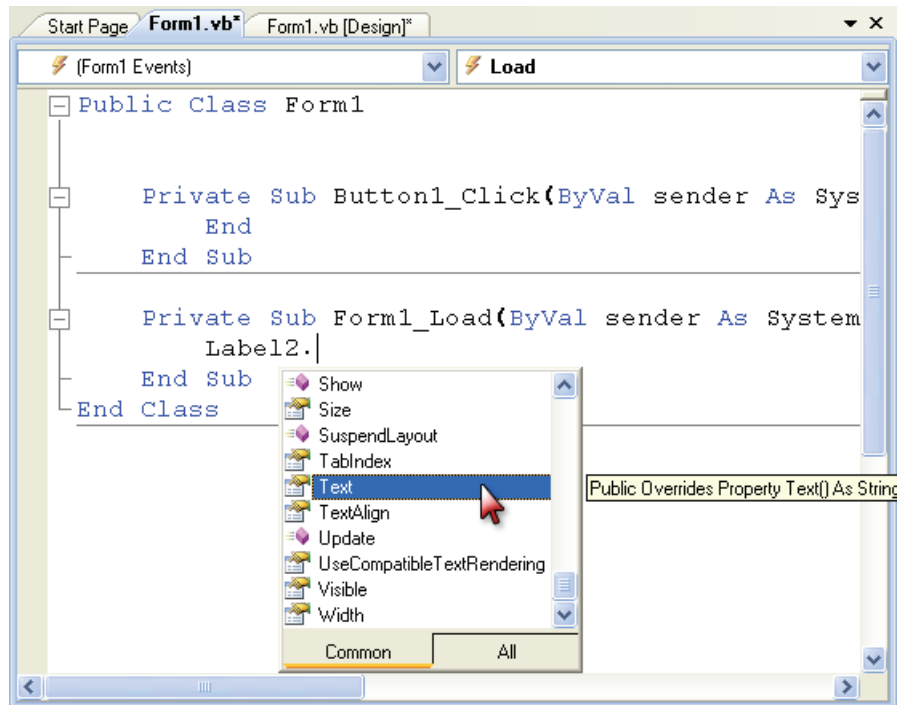 Start Page Form1.vb* Form1.vb [Design]*
(Form1 Events) Load
Public Class Form1
Private Sub Button1_Click(ByVal sender As Sys
End
End Sub
Private Sub Form1_Load(ByVal sender As System
Label2.
End Sub
End Class
Show
Size
SuspendLayout
TabIndex
Text
Public Overrides Property Text() As String
TextAlign
Update
UseCompatibleTextRendering
Visible
Width
Common All